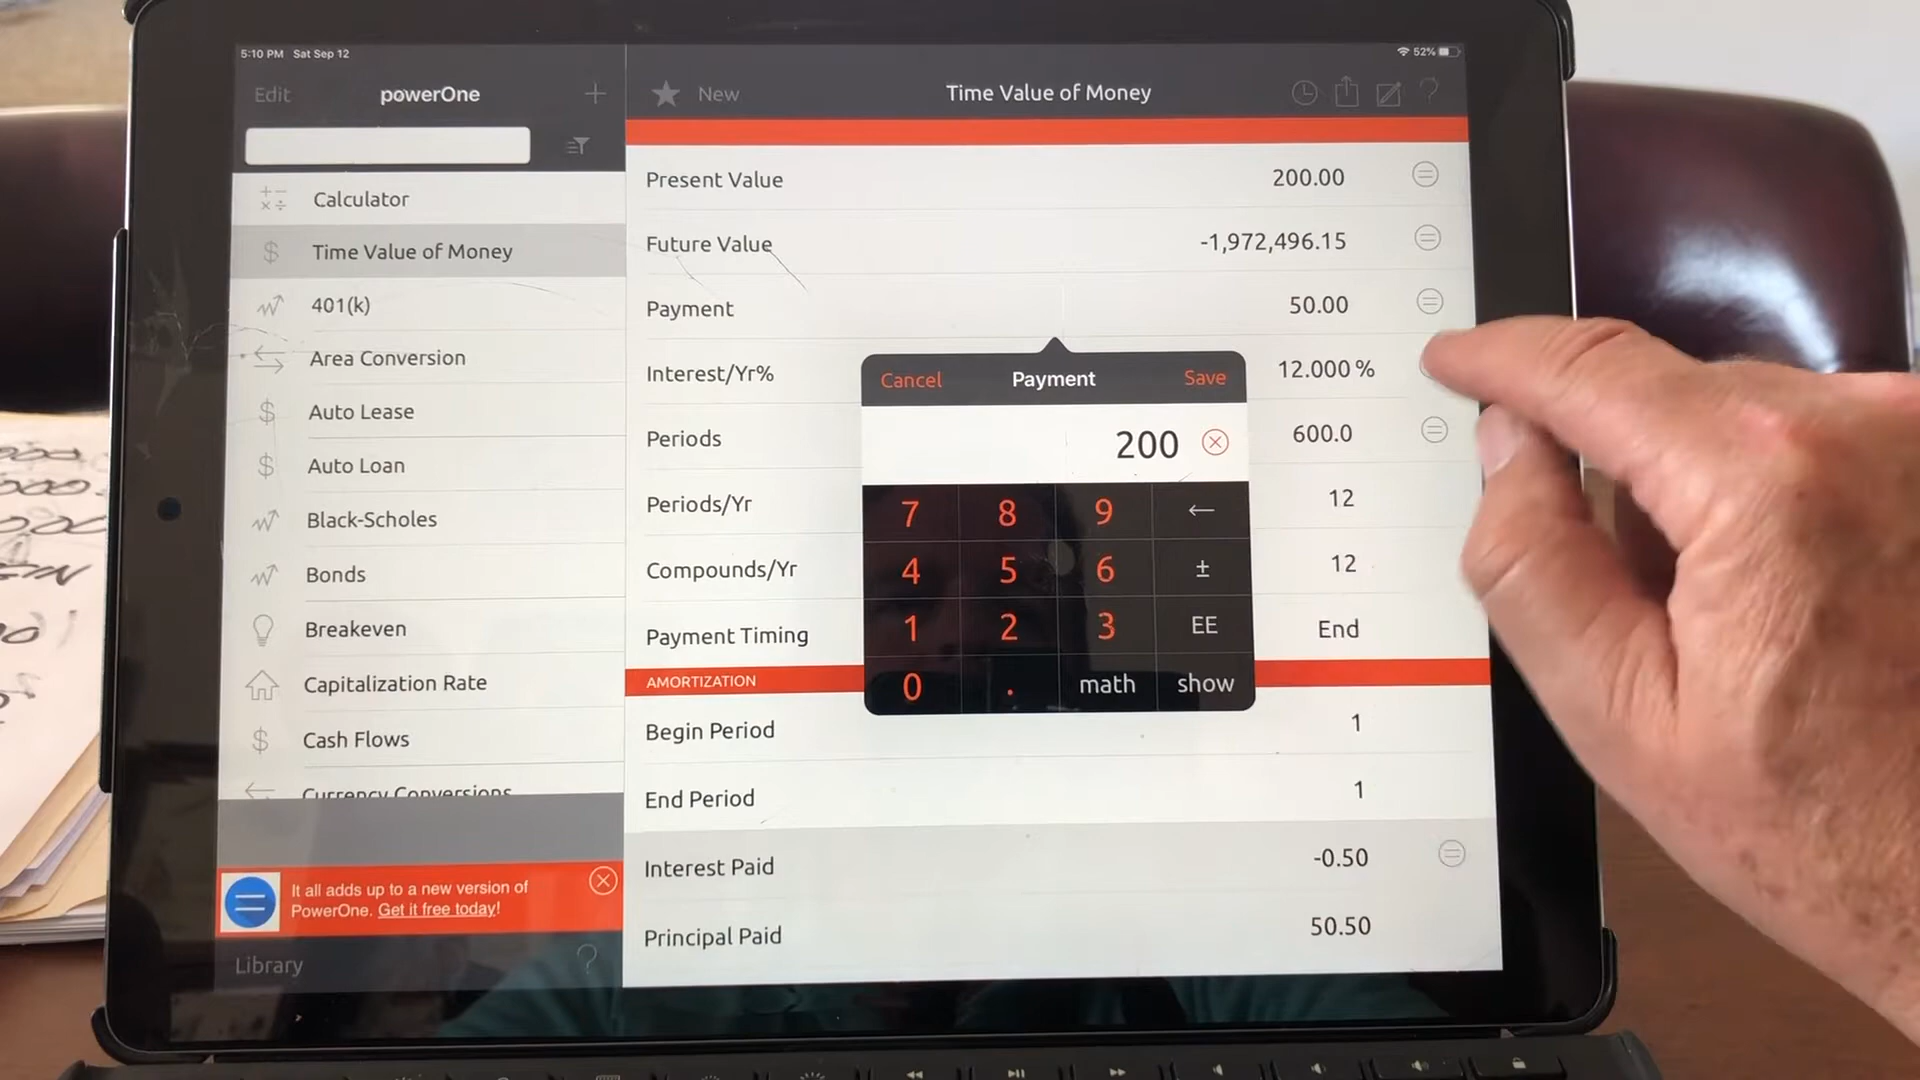 5:10 PM Sat Sep 12
52%
Edit
powerOne
New
Time Value of Money
?
Calculator
$ Time Value of Money
401(k)
Area Conversion
$ Auto Lease
$ Auto Loan
Black-Scholes
Bonds
Breakeven
Capitalization Rate
$ Cash Flows
Currency Conversions
It all adds up to a new version of
PowerOne. Get it free today!
Library
?
Present Value 200.00
Future Value -1,972,496.15
Payment 50.00
Interest/Yr% 12.000 %
Periods 600.0
Periods/Yr 12
Compounds/Yr 12
Payment Timing End
AMORTIZATION
Begin Period 1
End Period 1
Interest Paid -0.50
Principal Paid 50.50
Cancel Payment Save
200
7 8 9 ←
4 5 6 ±
1 2 3 EE
0 . math show